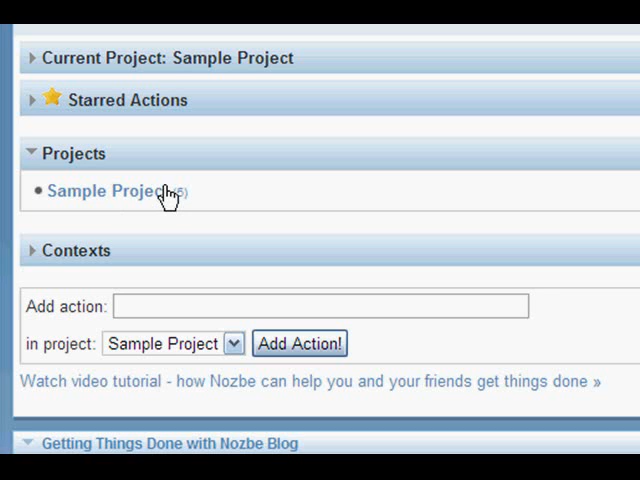 Current Project: Sample Project
Starred Actions
Projects
Sample Project (5)
Contexts
Add action:
in project: Sample Project Add Action!
Watch video tutorial - how Nozbe can help you and your friends get things done »
Getting Things Done with Nozbe Blog